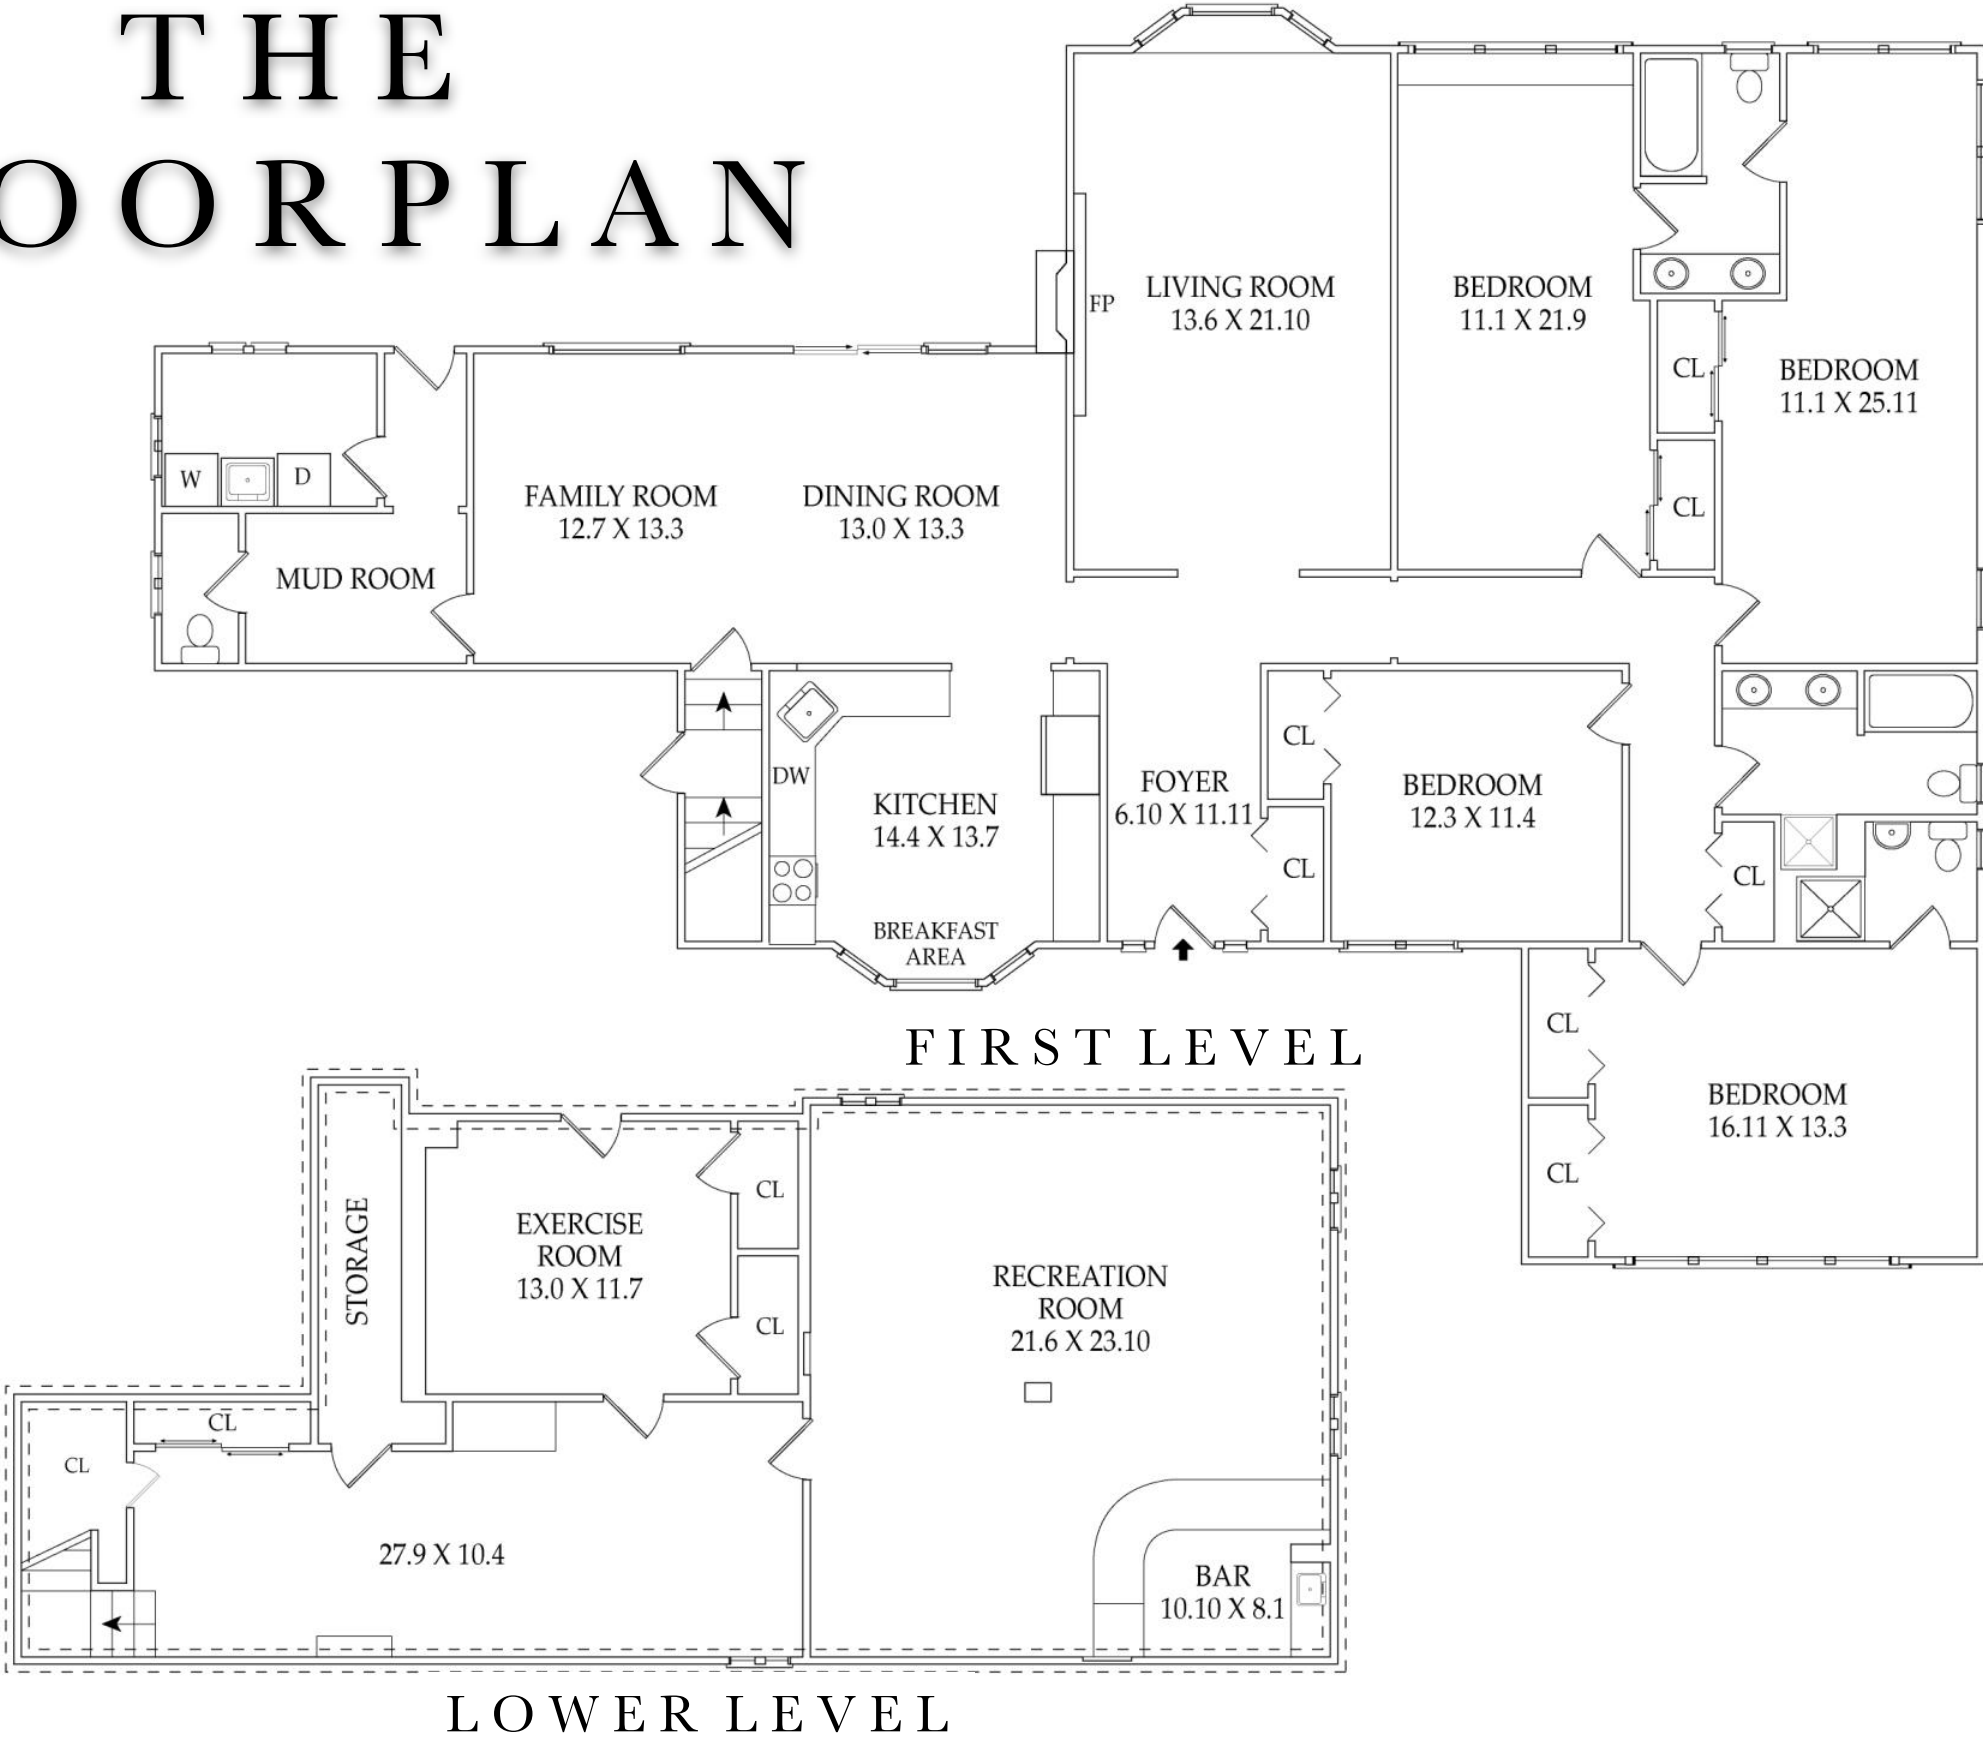 THE
OORPLAN
LIVING ROOM
13.6 X 21.10
FP
BEDROOM
11.1 X 21.9
CL
CL
BEDROOM
11.1 X 25.11
W
D
FAMILY ROOM
12.7 X 13.3
DINING ROOM
13.0 X 13.3
MUD ROOM
DW
KITCHEN
14.4 X 13.7
BREAKFAST
AREA
FOYER
6.10 X 11.11
CL
CL
BEDROOM
12.3 X 11.4
CL
CL
CL
BEDROOM
16.11 X 13.3
FIRST LEVEL
STORAGE
EXERCISE
ROOM
13.0 X 11.7
CL
CL
RECREATION
ROOM
21.6 X 23.10
CL
CL
27.9 X 10.4
BAR
10.10 X 8.1
LOWER LEVEL